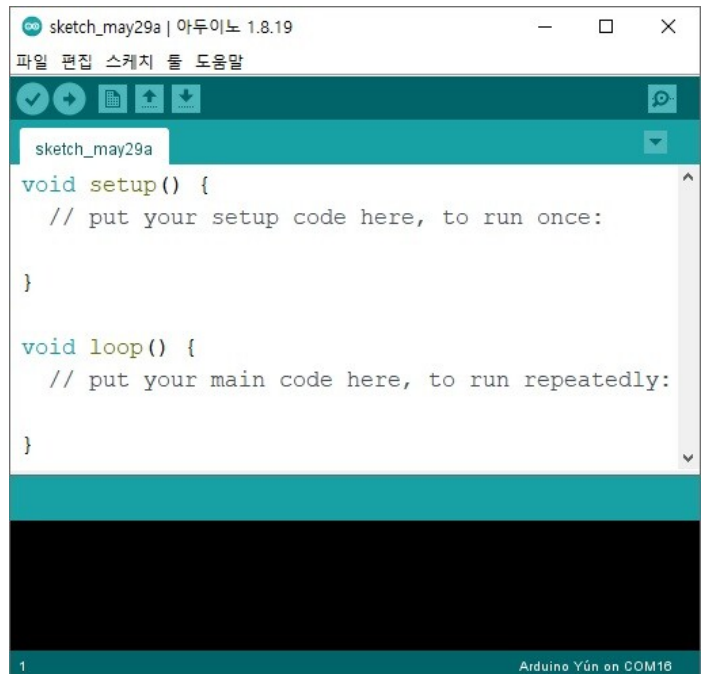 sketch_may29a | 아두이노 1.8.19
파일 편집 스케치 툴 도움말
sketch_may29a
void setup() {
  // put your setup code here, to run once:
}
void loop() {
  // put your main code here, to run repeatedly:
}
1 Arduino Yún on COM16